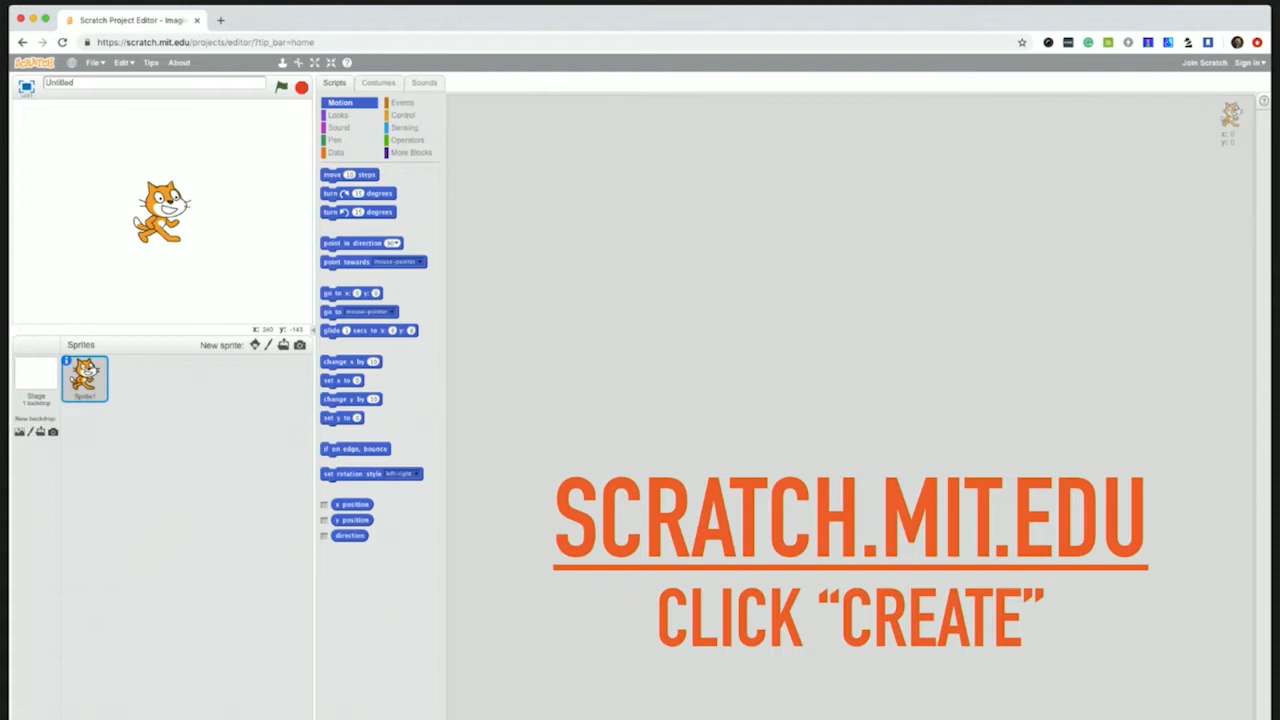 Scratch Project Editor - Imagi
https://scratch.mit.edu/projects/editor/?tip_bar=home
SCRATCH File Edit Tips About Join Scratch Sign in
Untitled
Scripts Costumes Sounds
Motion Events
Looks Control
Sound Sensing
Pen Operators
Data More Blocks
x: 0
y: 0
move 10 steps
turn 15 degrees
turn 15 degrees
point in direction 90
point towards mouse-pointer
go to x: 0 y: 0
go to mouse-pointer
glide 1 secs to x: 0 y: 0
x: 240 y: -143
Sprites New sprite:
change x by 10
set x to 0
change y by 10
set y to 0
Stage
1 backdrop
Sprite1
New backdrop:
if on edge, bounce
set rotation style left-right
x position
y position
direction
SCRATCH.MIT.EDU
CLICK “CREATE”